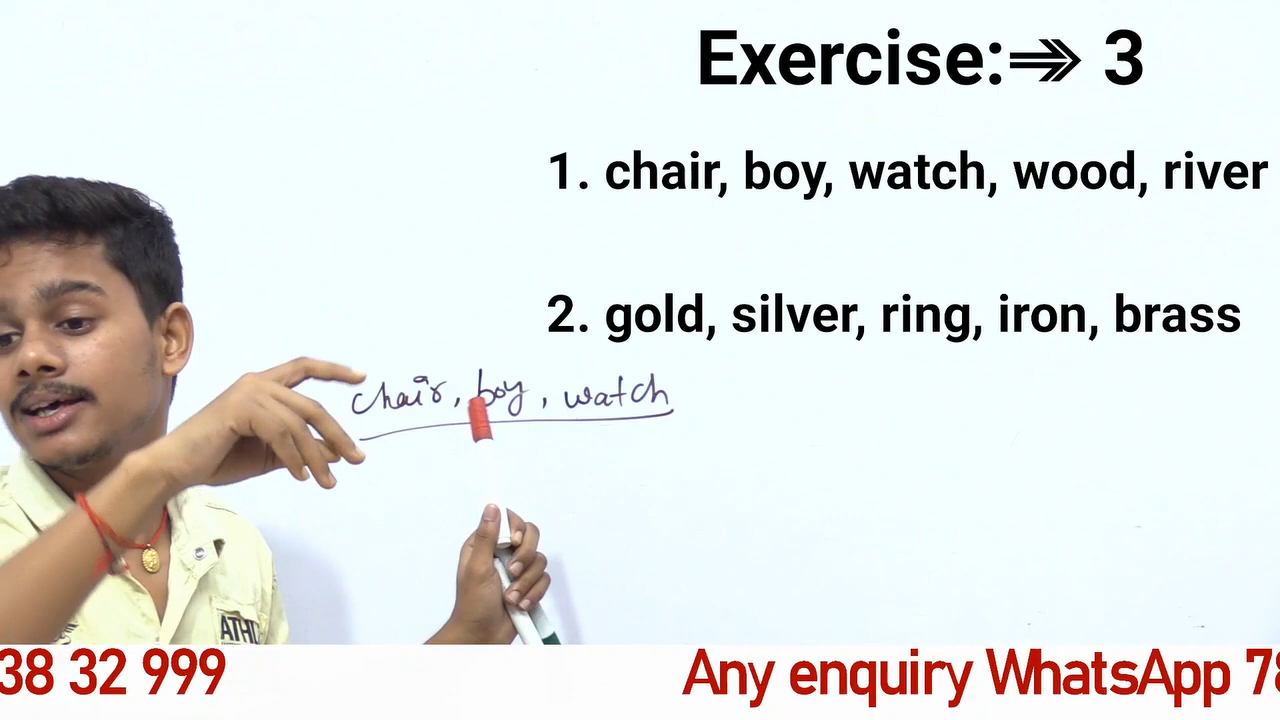 Exercise:⇒ 3
1. chair, boy, watch, wood, river
2. gold, silver, ring, iron, brass
chair, boy, watch
ATHL
38 32 999 Any enquiry WhatsApp 78